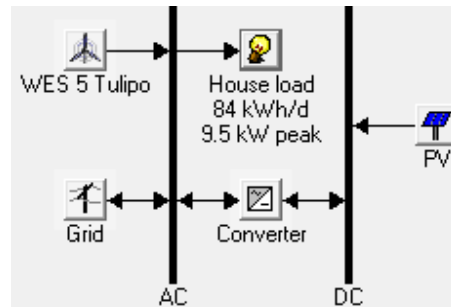 WES 5 Tulipo
House load
84 kWh/d
9.5 kW peak
PV
Grid
Converter
AC
DC